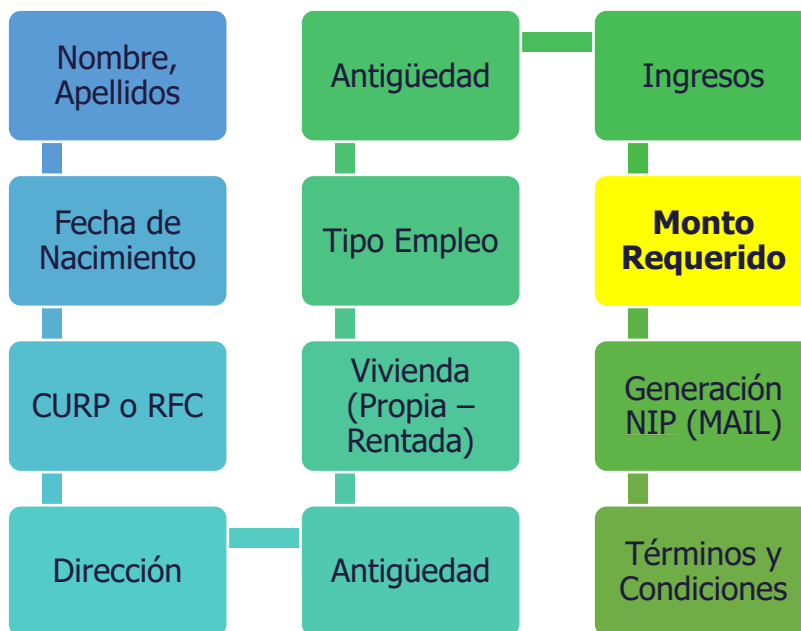 Nombre,
Apellidos
Fecha de
Nacimiento
CURP o RFC
Dirección
Antigüedad
Vivienda
(Propia –
Rentada)
Tipo Empleo
Antigüedad
Ingresos
Monto
Requerido
Generación
NIP (MAIL)
Términos y
Condiciones